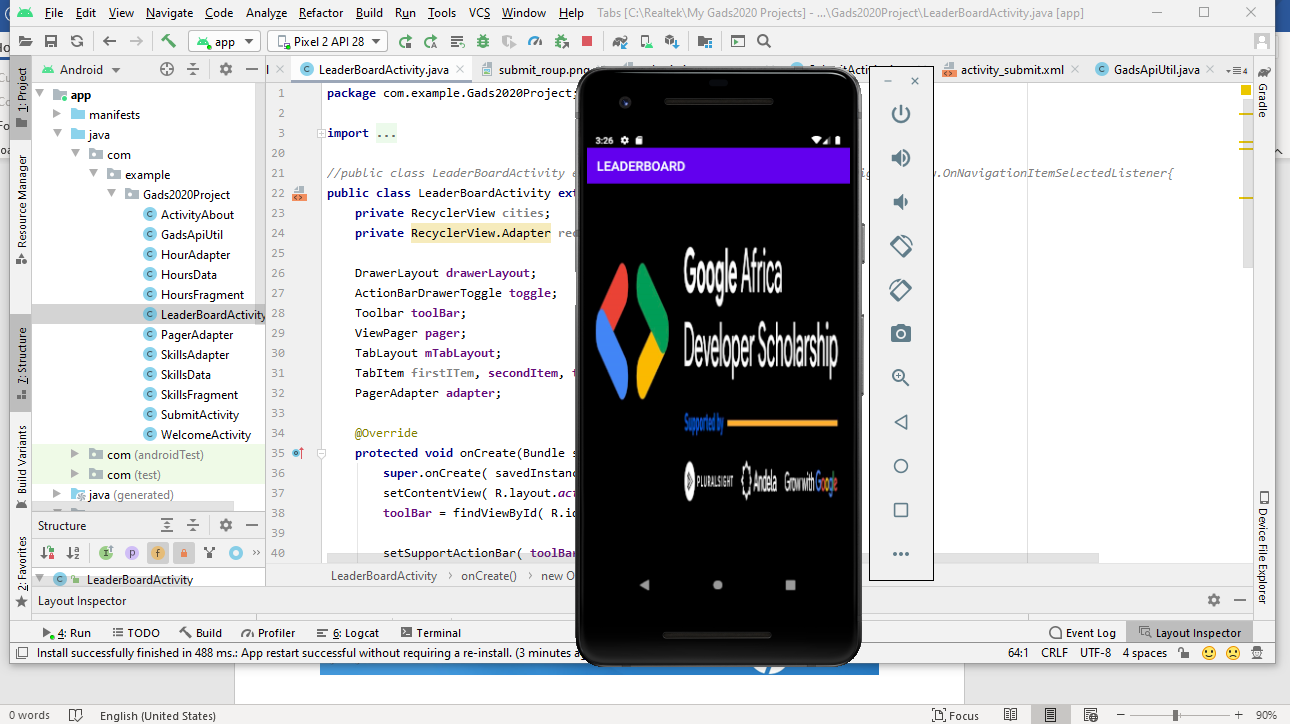 File Edit View Navigate Code Analyze Refactor Build Run Tools VCS Window Help Tabs [C:\Realtek\My Gads2020 Projects] - ...\Gads2020Project\LeaderBoardActivity.java [app]
app Pixel 2 API 28
Android LeaderBoardActivity.java submit_roup.png activity_submit.xml GadsApiUtil.java 4
1: Project
Resource Manager
7: Structure
Build Variants
2: Favorites
app
manifests
java
com
example
Gads2020Project
ActivityAbout
GadsApiUtil
HourAdapter
HoursData
HoursFragment
LeaderBoardActivity
PagerAdapter
SkillsAdapter
SkillsData
SkillsFragment
SubmitActivity
WelcomeActivity
com (androidTest)
com (test)
java (generated)
Structure
LeaderBoardActivity
1 package com.example.Gads2020Project;
2
3 import ...
20
21 //public class LeaderBoardActivity e .OnNavigationItemSelectedListener{
22 public class LeaderBoardActivity ext
23 private RecyclerView cities;
24 private RecyclerView.Adapter rec
25
26 DrawerLayout drawerLayout;
27 ActionBarDrawerToggle toggle;
28 Toolbar toolBar;
29 ViewPager pager;
30 TabLayout mTabLayout;
31 TabItem firstITem, secondItem,
32 PagerAdapter adapter;
33
34 @Override
35 protected void onCreate(Bundle s
36 super.onCreate( savedInstan
37 setContentView( R.layout.act
38 toolBar = findViewById( R.id
39
40 setSupportActionBar( toolBar
LeaderBoardActivity › onCreate() › new O
3:26
LEADERBOARD
Google Africa
Developer Scholarship
Supported by
PLURALSIGHT Andela Grow with Google
Gradle
Device File Explorer
Layout Inspector
4: Run TODO Build Profiler 6: Logcat Terminal Event Log Layout Inspector
Install successfully finished in 488 ms.: App restart successful without requiring a re-install. (3 minutes a 64:1 CRLF UTF-8 4 spaces
0 words English (United States) Focus 90%